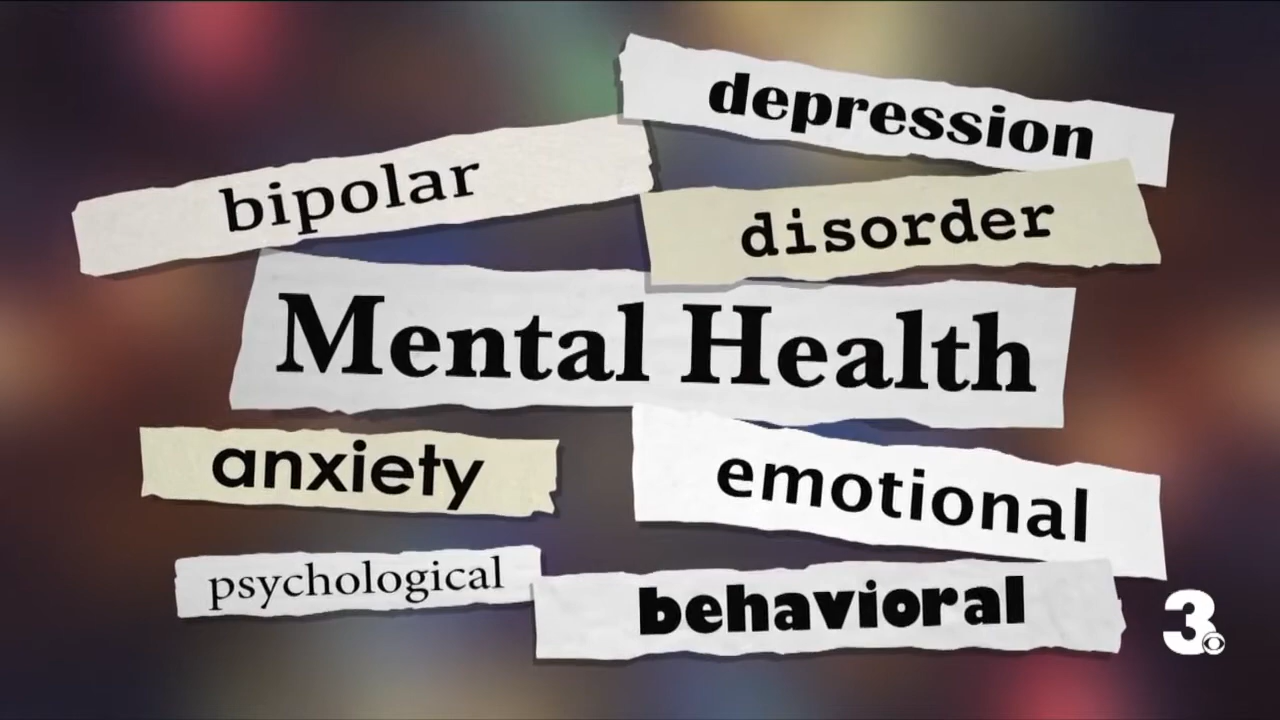 depression
bipolar
disorder
Mental Health
anxiety
emotional
psychological
behavioral
3